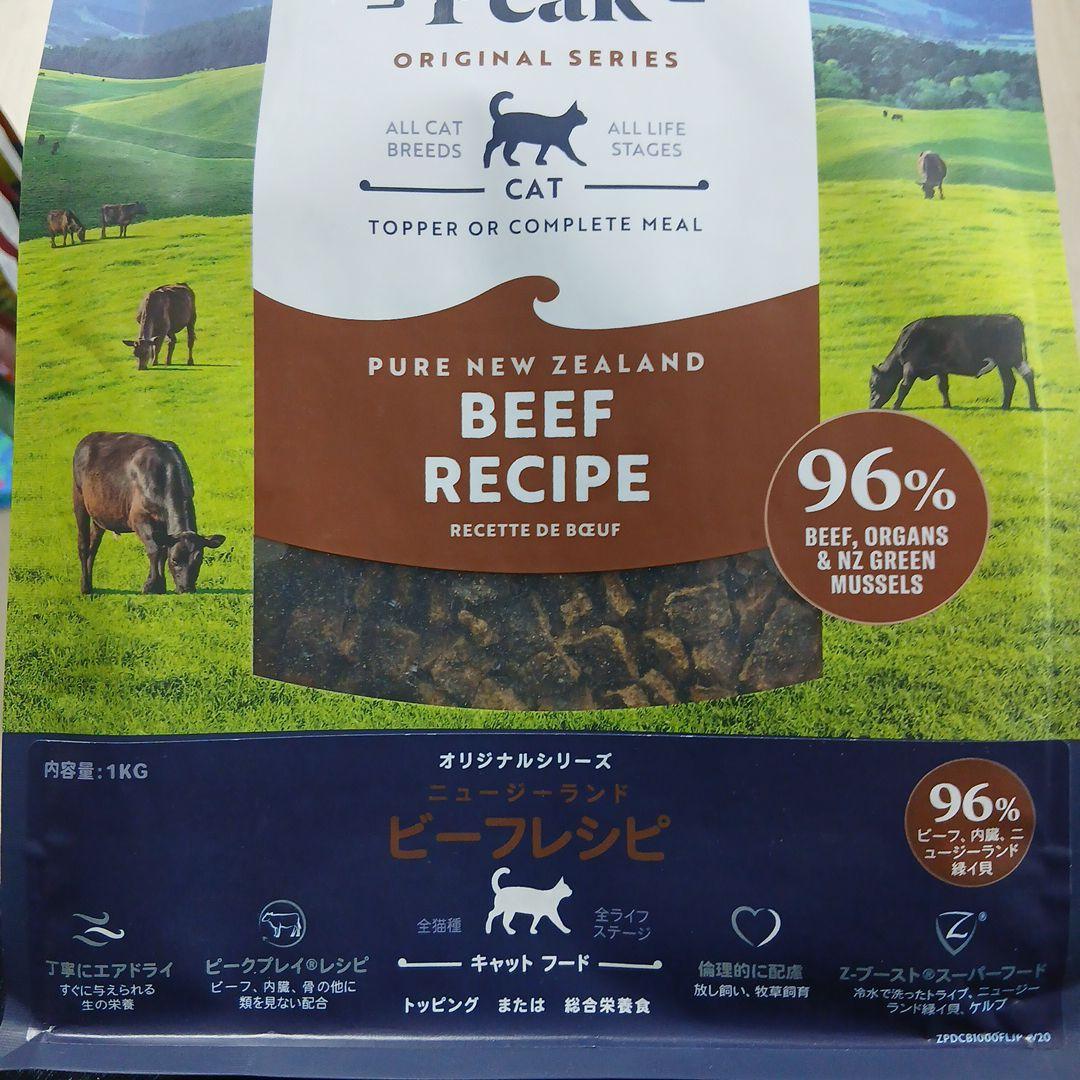 Peak
ORIGINAL SERIES
ALL CAT
BREEDS
ALL LIFE
STAGES
CAT
TOPPER OR COMPLETE MEAL
PURE NEW ZEALAND
BEEF
RECIPE
RECETTE DE BŒUF
96%
BEEF, ORGANS
& NZ GREEN
MUSSELS
内容量:1KG
オリジナルシリーズ
ニュージーランド
ビーフレシピ
96%
ビーフ、内臓、ニ
ュージーランド
緑イ貝
全猫種
全ライフ
ステージ
キャット フード
トッピング または 総合栄養食
丁寧にエアドライ
すぐに与えられる
生の栄養
ピークプレイ®レシピ
ビーフ、内臓、骨の他に
類を見ない配合
倫理的に配慮
放し飼い、牧草飼育
Z
®
Z-ブースト®スーパーフード
冷水で洗ったトライプ、ニュージー
ランド緑イ貝、ケルプ